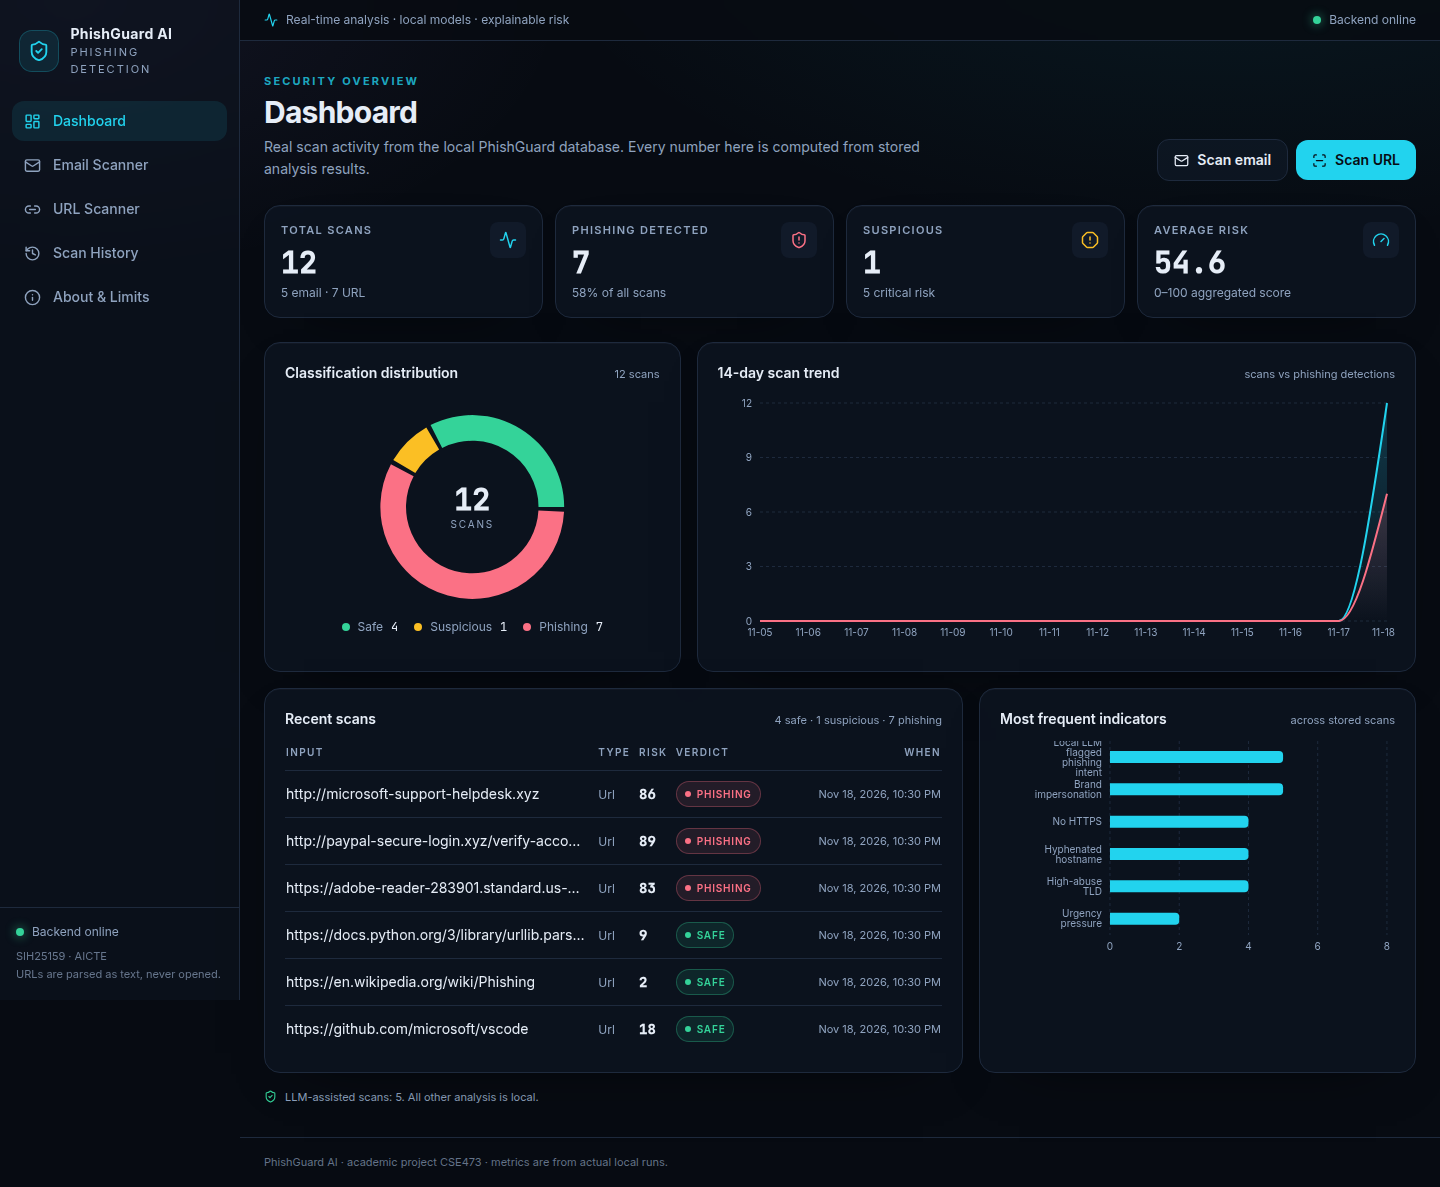 PhishGuard AI
PHISHING
DETECTION
Dashboard
Email Scanner
URL Scanner
Scan History
About & Limits
Backend online
SIH25159 · AICTE
URLs are parsed as text, never opened.
Real-time analysis · local models · explainable risk
Backend online
SECURITY OVERVIEW
Dashboard
Real scan activity from the local PhishGuard database. Every number here is computed from stored
analysis results.
Scan email
Scan URL
TOTAL SCANS
12
5 email · 7 URL
PHISHING DETECTED
7
58% of all scans
SUSPICIOUS
1
5 critical risk
AVERAGE RISK
54.6
0–100 aggregated score
Classification distribution
12 scans
12
SCANS
Safe 4
Suspicious 1
Phishing 7
14-day scan trend
scans vs phishing detections
12
9
6
3
0
11-05 11-06 11-07 11-08 11-09 11-10 11-11 11-12 11-13 11-14 11-15 11-16 11-17 11-18
Recent scans
4 safe · 1 suspicious · 7 phishing
INPUT TYPE RISK VERDICT WHEN
http://microsoft-support-helpdesk.xyz Url 86 PHISHING Nov 18, 2026, 10:30 PM
http://paypal-secure-login.xyz/verify-acco... Url 89 PHISHING Nov 18, 2026, 10:30 PM
https://adobe-reader-283901.standard.us-... Url 83 PHISHING Nov 18, 2026, 10:30 PM
https://docs.python.org/3/library/urllib.pars... Url 9 SAFE Nov 18, 2026, 10:30 PM
https://en.wikipedia.org/wiki/Phishing Url 2 SAFE Nov 18, 2026, 10:30 PM
https://github.com/microsoft/vscode Url 18 SAFE Nov 18, 2026, 10:30 PM
Most frequent indicators
across stored scans
Local LLM
flagged
phishing
intent
Brand
impersonation
No HTTPS
Hyphenated
hostname
High-abuse
TLD
Urgency
pressure
0 2 4 6 8
LLM-assisted scans: 5. All other analysis is local.
PhishGuard AI · academic project CSE473 · metrics are from actual local runs.